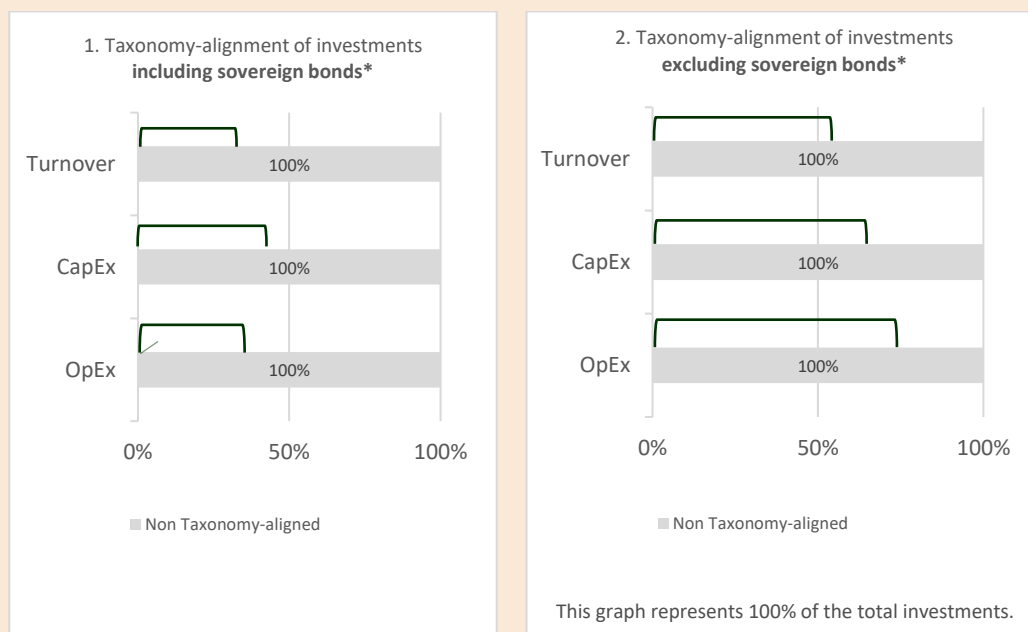 1. Taxonomy-alignment of investments
including sovereign bonds*
Turnover
100%
CapEx
100%
OpEx
100%
0%
50%
100%
Non Taxonomy-aligned
2. Taxonomy-alignment of investments
excluding sovereign bonds*
Turnover
100%
CapEx
100%
OpEx
100%
0%
50%
100%
Non Taxonomy-aligned
This graph represents 100% of the total investments.